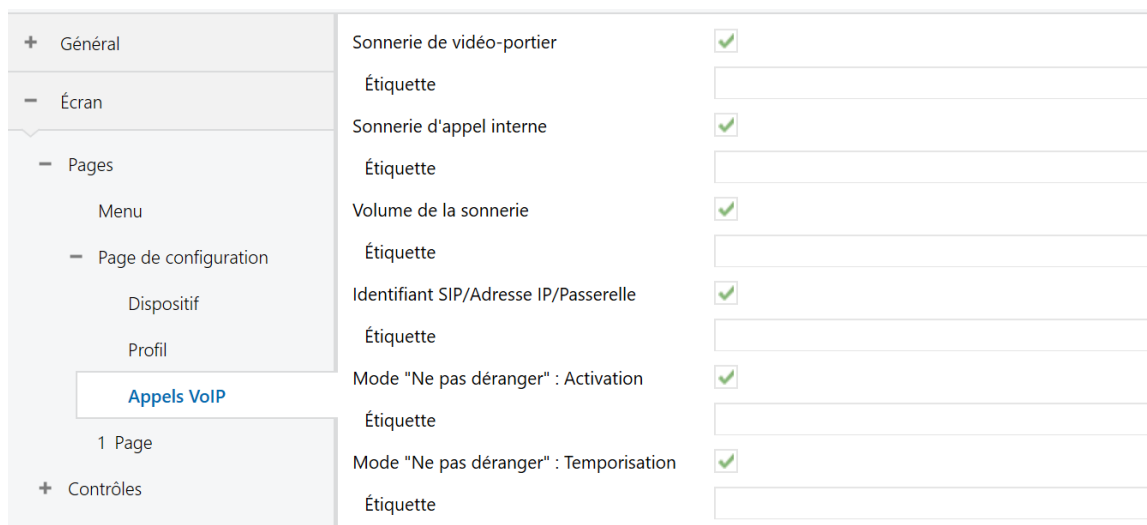 Général
Écran
Pages
Menu
Page de configuration
Dispositif
Profil
Appels VoIP
1 Page
Contrôles
Sonnerie de vidéo-portier
Étiquette
Sonnerie d'appel interne
Étiquette
Volume de la sonnerie
Étiquette
Identifiant SIP/Adresse IP/Passerelle
Étiquette
Mode "Ne pas déranger" : Activation
Étiquette
Mode "Ne pas déranger" : Temporisation
Étiquette